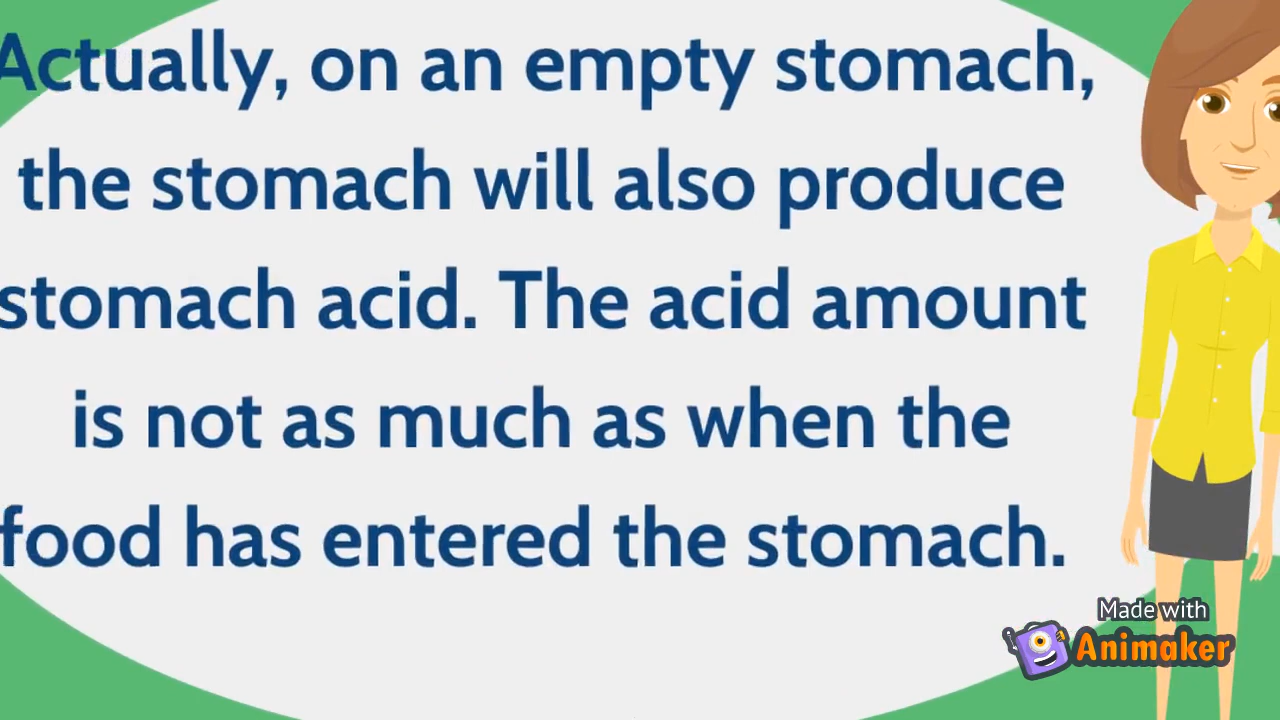 Actually, on an empty stomach,
the stomach will also produce
stomach acid. The acid amount
is not as much as when the
food has entered the stomach.
Made with
Animaker